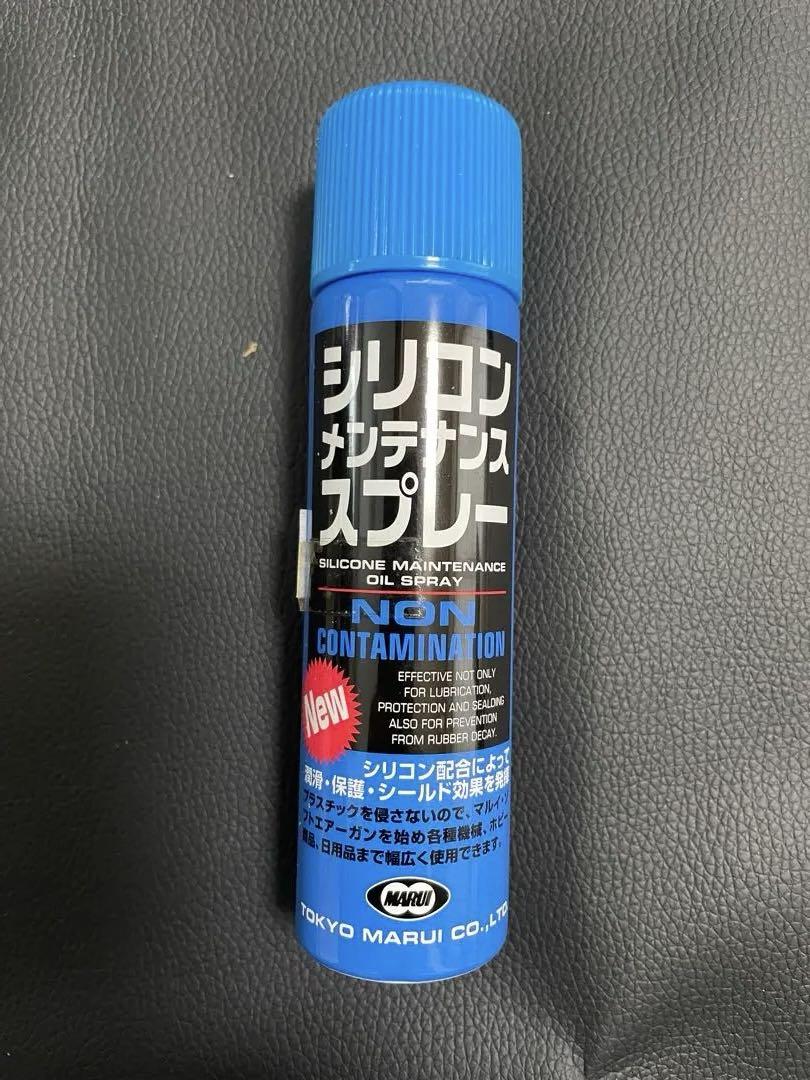 シリコン
メンテナンス
スプレー
SILICONE MAINTENANCE
OIL SPRAY
NON
CONTAMINATION
EFFECTIVE NOT ONLY
FOR LUBRICATION,
PROTECTION AND SEALDING
ALSO FOR PREVENTION
FROM RUBBER DECAY.
New
シリコン配合によって
潤滑・保護・シールド効果を発揮
プラスチックを侵さないので、マルイ・ソ
フトエアーガンを始め各種機械、ホビー
製品、日用品まで幅広く使用できます。
MARUI
TOKYO MARUI CO.,LTD.